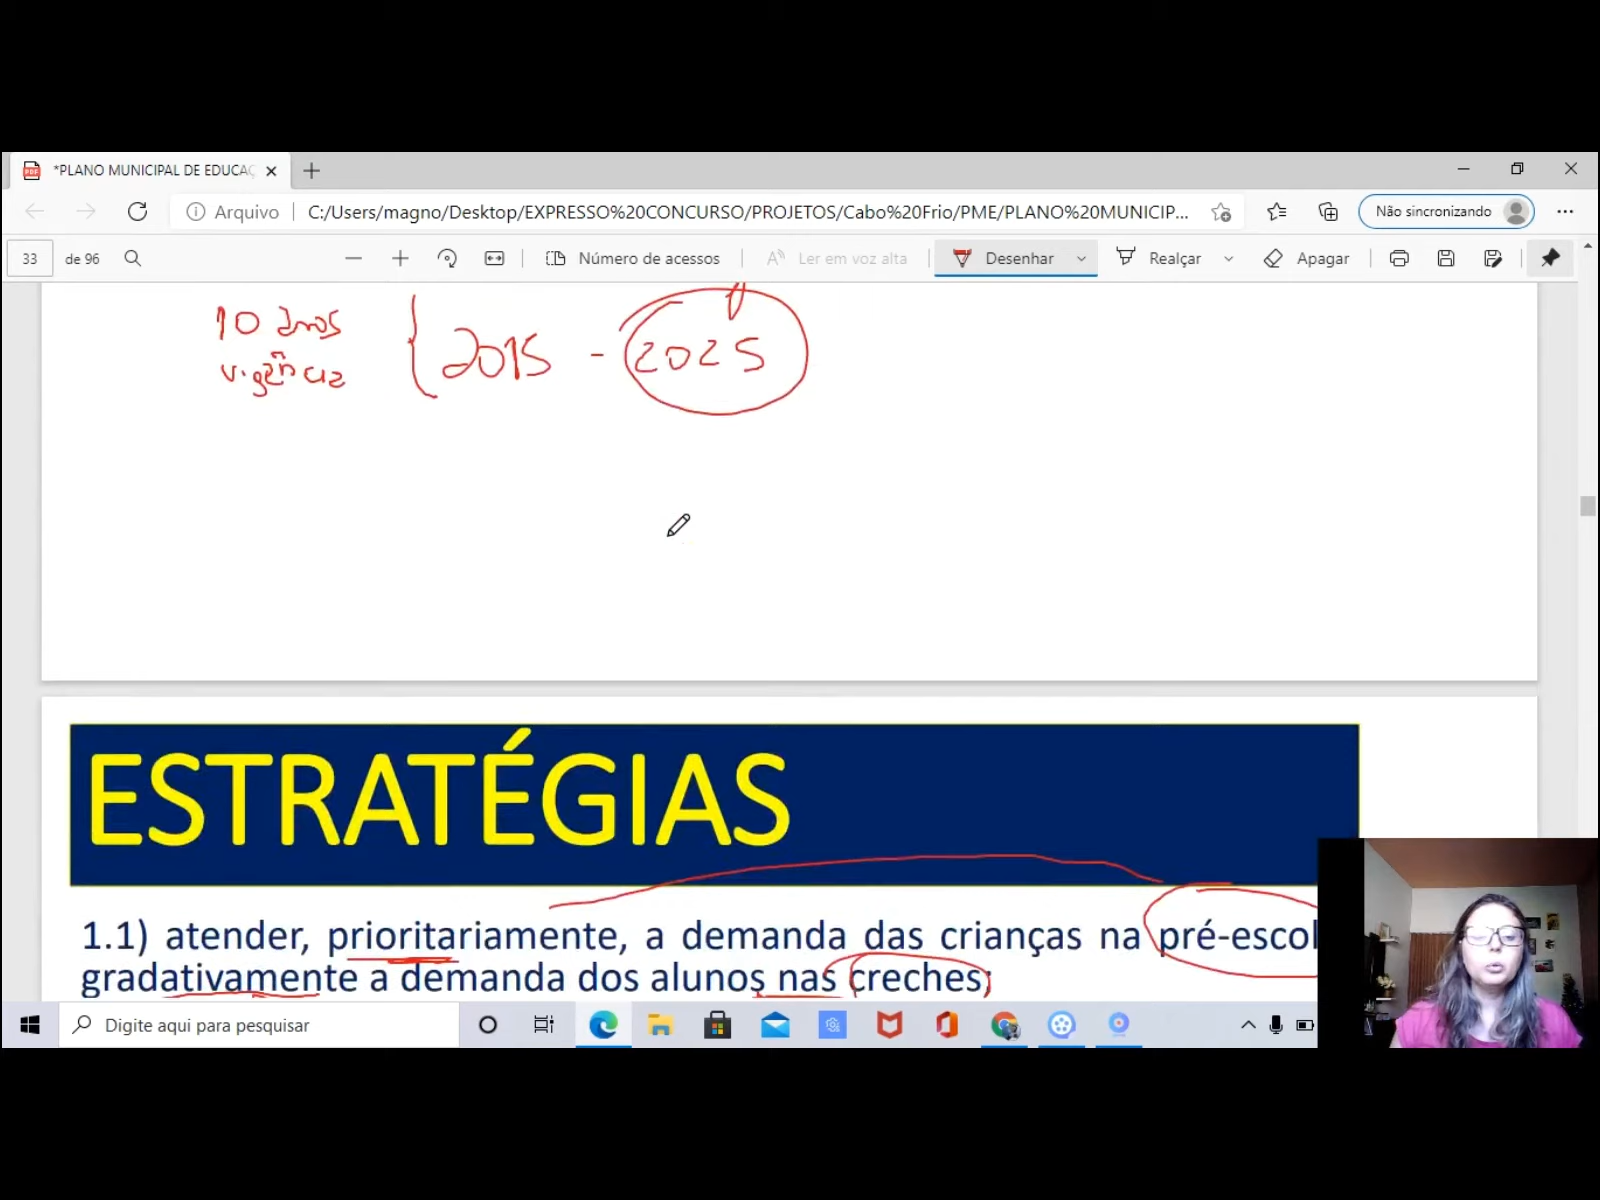 *PLANO MUNICIPAL DE EDUCAÇ
Arquivo
C:/Users/magno/Desktop/EXPRESSO%20CONCURSO/PROJETOS/Cabo%20Frio/PME/PLANO%20MUNICIP...
Não sincronizando
33 de 96
Número de acessos
Ler em voz alta
Desenhar
Realçar
Apagar
10 anos
vigência
2015 - 2025
ESTRATÉGIAS
1.1) atender, prioritariamente, a demanda das crianças na pré-escol
gradativamente a demanda dos alunos nas creches;
Digite aqui para pesquisar